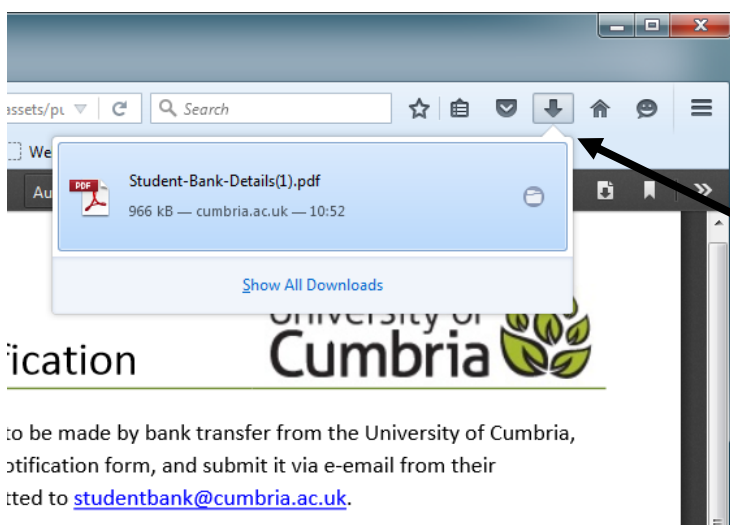 assets/pu
Search
We
Au
PDF
Student-Bank-Details(1).pdf
966 kB — cumbria.ac.uk — 10:52
Show All Downloads
University of
Cumbria
ification
to be made by bank transfer from the University of Cumbria,
otification form, and submit it via e-email from their
tted to studentbank@cumbria.ac.uk.